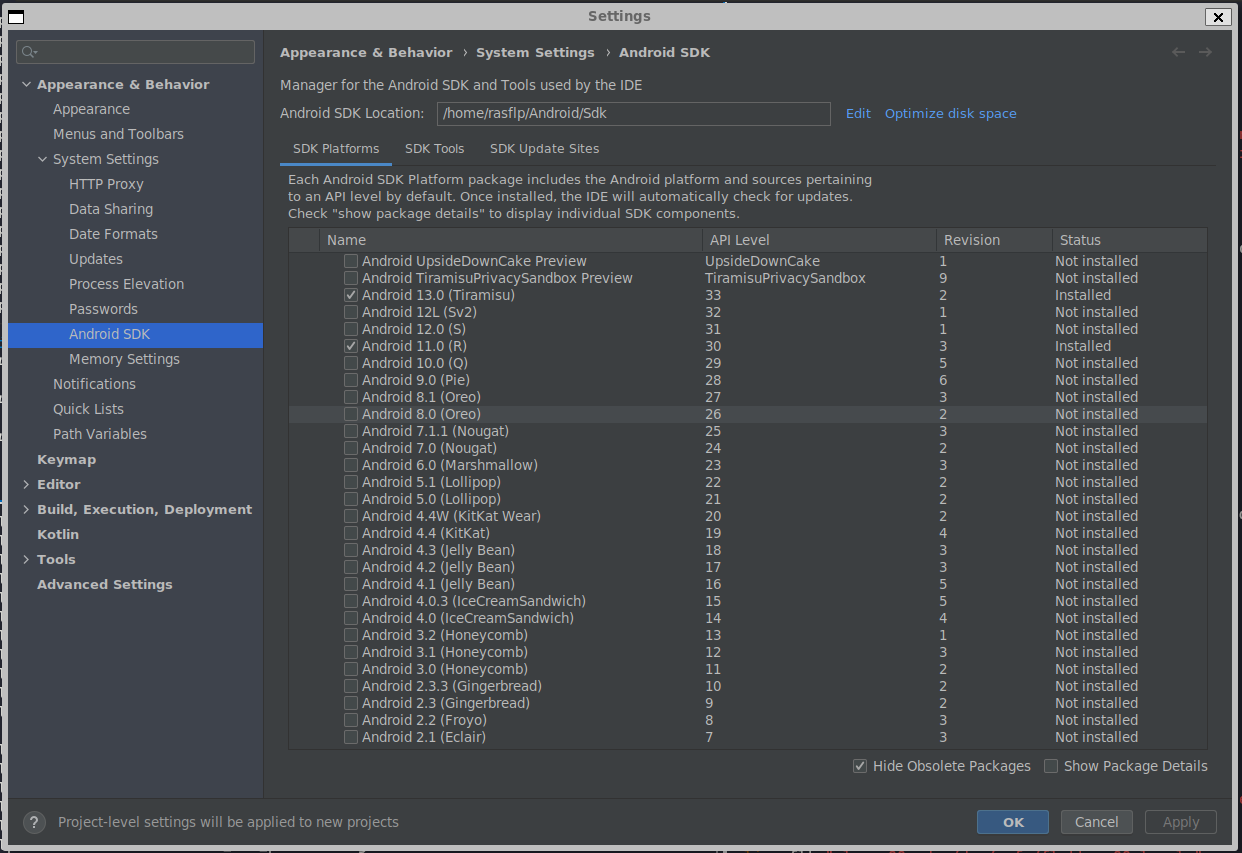 Settings
Appearance & Behavior
Appearance
Menus and Toolbars
System Settings
HTTP Proxy
Data Sharing
Date Formats
Updates
Process Elevation
Passwords
Android SDK
Memory Settings
Notifications
Quick Lists
Path Variables
Keymap
Editor
Build, Execution, Deployment
Kotlin
Tools
Advanced Settings
Appearance & Behavior › System Settings › Android SDK
Manager for the Android SDK and Tools used by the IDE
Android SDK Location: /home/rasflp/Android/Sdk Edit Optimize disk space
SDK Platforms SDK Tools SDK Update Sites
Each Android SDK Platform package includes the Android platform and sources pertaining
to an API level by default. Once installed, the IDE will automatically check for updates.
Check "show package details" to display individual SDK components.
Name API Level Revision Status
Android UpsideDownCake Preview UpsideDownCake 1 Not installed
Android TiramisuPrivacySandbox Preview TiramisuPrivacySandbox 9 Not installed
Android 13.0 (Tiramisu) 33 2 Installed
Android 12L (Sv2) 32 1 Not installed
Android 12.0 (S) 31 1 Not installed
Android 11.0 (R) 30 3 Installed
Android 10.0 (Q) 29 5 Not installed
Android 9.0 (Pie) 28 6 Not installed
Android 8.1 (Oreo) 27 3 Not installed
Android 8.0 (Oreo) 26 2 Not installed
Android 7.1.1 (Nougat) 25 3 Not installed
Android 7.0 (Nougat) 24 2 Not installed
Android 6.0 (Marshmallow) 23 3 Not installed
Android 5.1 (Lollipop) 22 2 Not installed
Android 5.0 (Lollipop) 21 2 Not installed
Android 4.4W (KitKat Wear) 20 2 Not installed
Android 4.4 (KitKat) 19 4 Not installed
Android 4.3 (Jelly Bean) 18 3 Not installed
Android 4.2 (Jelly Bean) 17 3 Not installed
Android 4.1 (Jelly Bean) 16 5 Not installed
Android 4.0.3 (IceCreamSandwich) 15 5 Not installed
Android 4.0 (IceCreamSandwich) 14 4 Not installed
Android 3.2 (Honeycomb) 13 1 Not installed
Android 3.1 (Honeycomb) 12 3 Not installed
Android 3.0 (Honeycomb) 11 2 Not installed
Android 2.3.3 (Gingerbread) 10 2 Not installed
Android 2.3 (Gingerbread) 9 2 Not installed
Android 2.2 (Froyo) 8 3 Not installed
Android 2.1 (Eclair) 7 3 Not installed
Hide Obsolete Packages Show Package Details
? Project-level settings will be applied to new projects
OK Cancel Apply